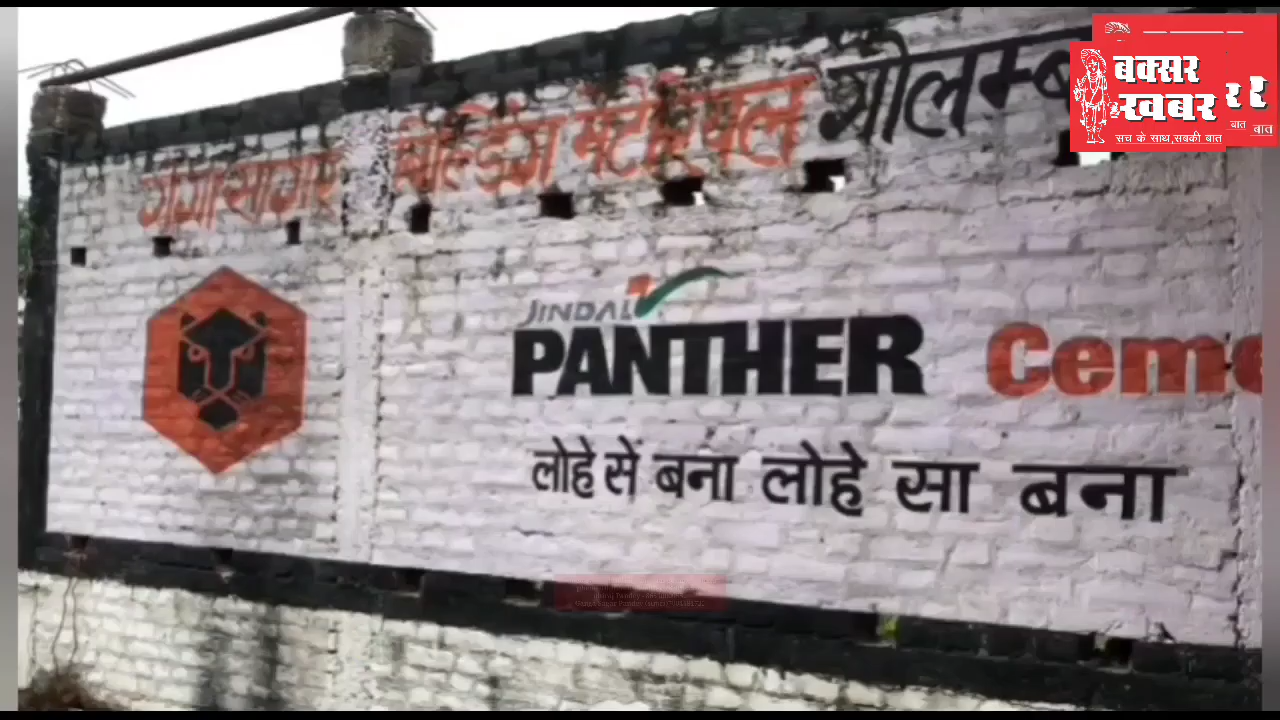 बक्सर
खबर
सच के साथ,सबकी बात
गंगा सागर बिल्डिंग मटेरियल गोलम्ब
JINDAL
PANTHER Ceme
लोहे से बना लोहे सा बना